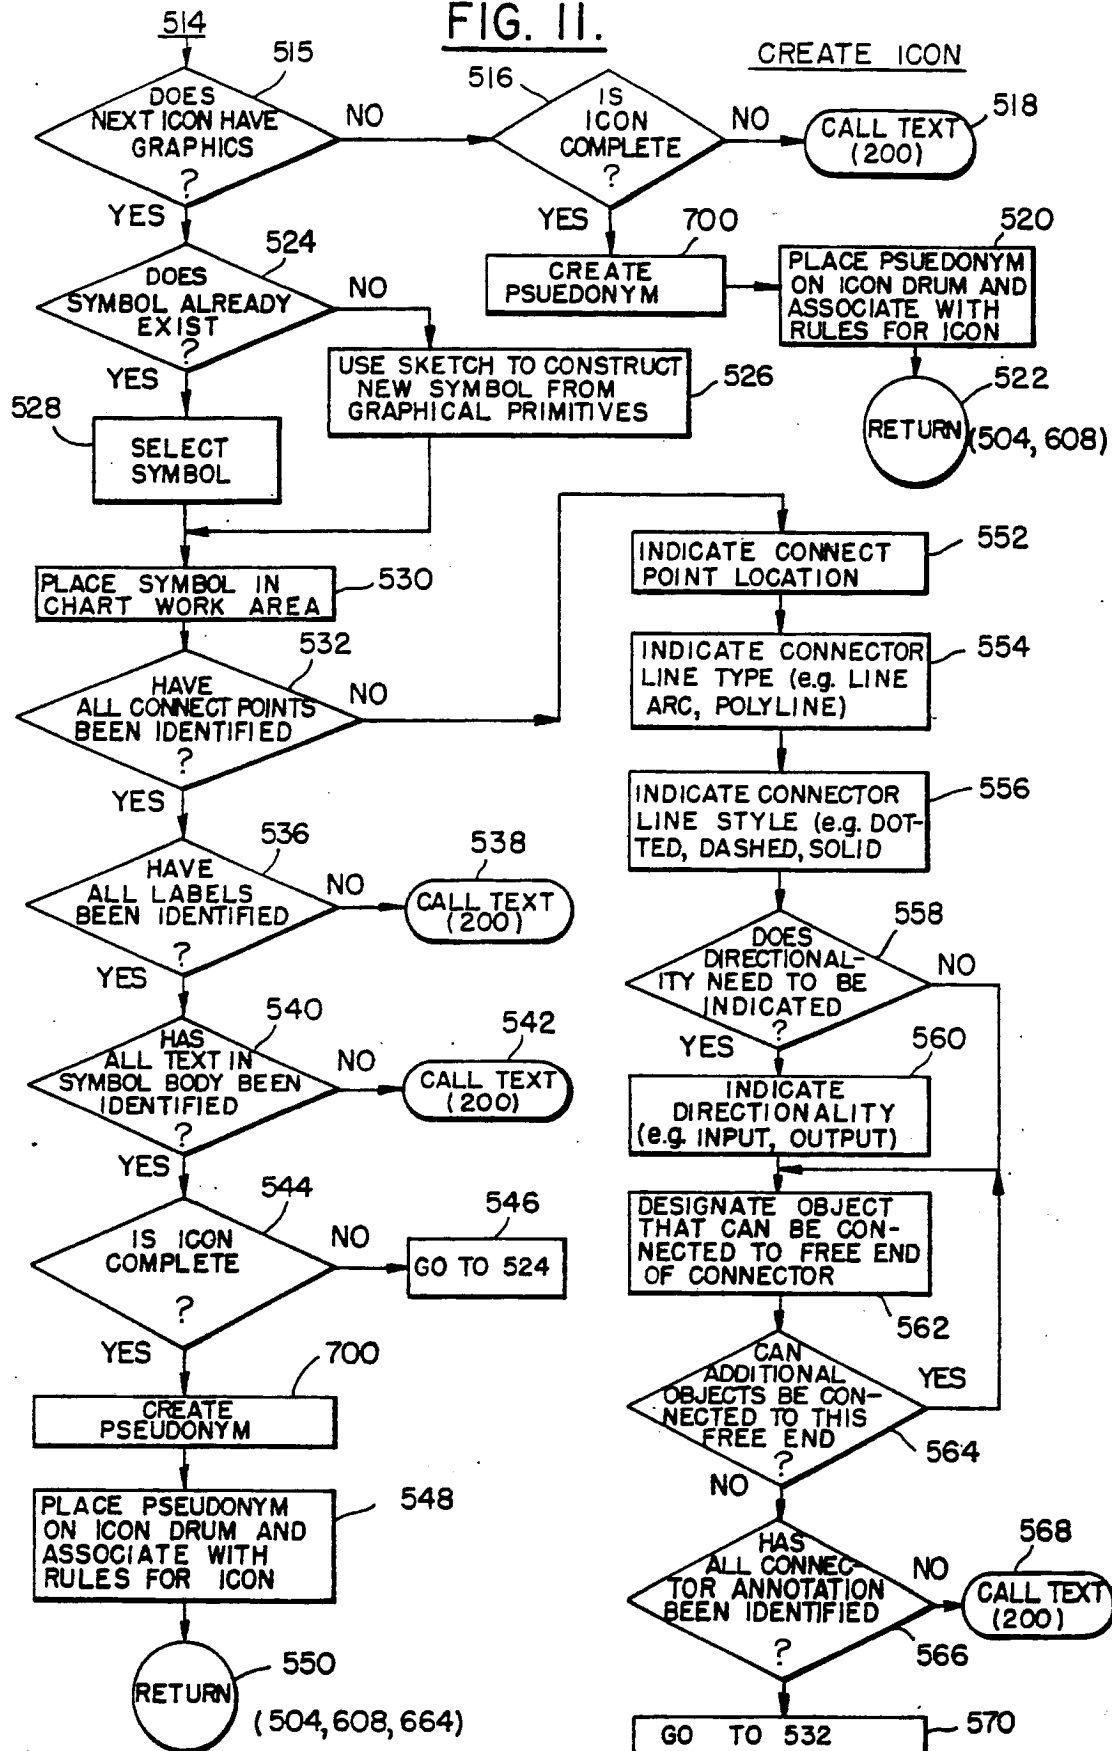 FIG. 11.
CREATE ICON
514
515
DOES
NEXT ICON HAVE
GRAPHICS
?
NO
YES
516
IS
ICON
COMPLETE
?
NO
YES
518
CALL TEXT
(200)
700
CREATE
PSUEDONYM
520
PLACE PSUEDONYM
ON ICON DRUM AND
ASSOCIATE WITH
RULES FOR ICON
522
RETURN
(504, 608)
524
DOES
SYMBOL ALREADY
EXIST
?
NO
YES
526
USE SKETCH TO CONSTRUCT
NEW SYMBOL FROM
GRAPHICAL PRIMITIVES
528
SELECT
SYMBOL
530
PLACE SYMBOL IN
CHART WORK AREA
532
HAVE
ALL CONNECT POINTS
BEEN IDENTIFIED
?
NO
YES
536
HAVE
ALL LABELS
BEEN IDENTIFIED
?
NO
YES
538
CALL TEXT
(200)
540
HAS
ALL TEXT IN
SYMBOL BODY BEEN
IDENTIFIED
?
NO
YES
542
CALL TEXT
(200)
544
IS ICON
COMPLETE
?
NO
YES
546
GO TO 524
700
CREATE
PSEUDONYM
548
PLACE PSEUDONYM
ON ICON DRUM AND
ASSOCIATE WITH
RULES FOR ICON
550
RETURN
(504, 608, 664)
552
INDICATE CONNECT
POINT LOCATION
554
INDICATE CONNECTOR
LINE TYPE (e.g. LINE
ARC, POLYLINE)
556
INDICATE CONNECTOR
LINE STYLE (e.g. DOT-
TED, DASHED, SOLID
558
DOES
DIRECTIONAL-
ITY NEED TO BE
INDICATED
?
NO
YES
560
INDICATE
DIRECTIONALITY
(e.g. INPUT, OUTPUT)
DESIGNATE OBJECT
THAT CAN BE CON-
NECTED TO FREE END
OF CONNECTOR
562
CAN
ADDITIONAL
OBJECTS BE CON-
NECTED TO THIS
FREE END
?
YES
564
NO
HAS
ALL CONNEC-
TOR ANNOTATION
BEEN IDENTIFIED
?
NO
566
568
CALL TEXT
(200)
GO TO 532
570